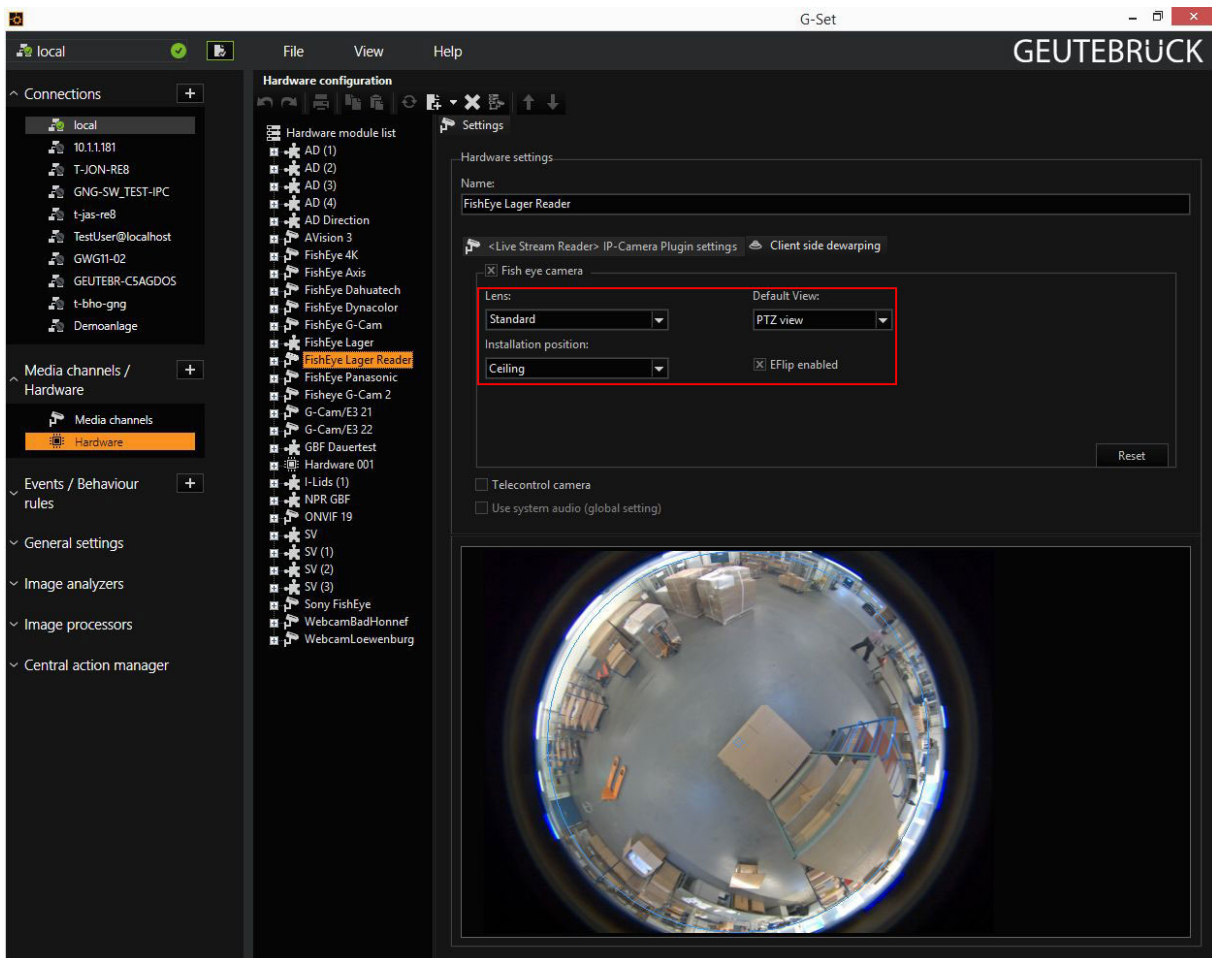 G-Set
local
File View Help
GEUTEBRÜCK
Connections
local
10.1.1.181
T-JON-RE8
GNG-SW_TEST-IPC
t-jas-re8
TestUser@localhost
GWG11-02
GEUTEBR-C5AGDOS
t-bho-gng
Demoanlage
Media channels /
Hardware
Media channels
Hardware
Events / Behaviour
rules
General settings
Image analyzers
Image processors
Central action manager
Hardware configuration
Hardware module list
AD (1)
AD (2)
AD (3)
AD (4)
AD Direction
AVision 3
FishEye 4K
FishEye Axis
FishEye Dahuatech
FishEye Dynacolor
FishEye G-Cam
FishEye Lager
FishEye Lager Reader
FishEye Panasonic
Fisheye G-Cam 2
G-Cam/E3 21
G-Cam/E3 22
GBF Dauertest
Hardware 001
I-Lids (1)
NPR GBF
ONVIF 19
SV
SV (1)
SV (2)
SV (3)
Sony FishEye
WebcamBadHonnef
WebcamLoewenburg
Settings
Hardware settings
Name:
FishEye Lager Reader
<Live Stream Reader> IP-Camera Plugin settings
Client side dewarping
Fish eye camera
Lens:
Standard
Default View:
PTZ view
Installation position:
Ceiling
EFlip enabled
Reset
Telecontrol camera
Use system audio (global setting)